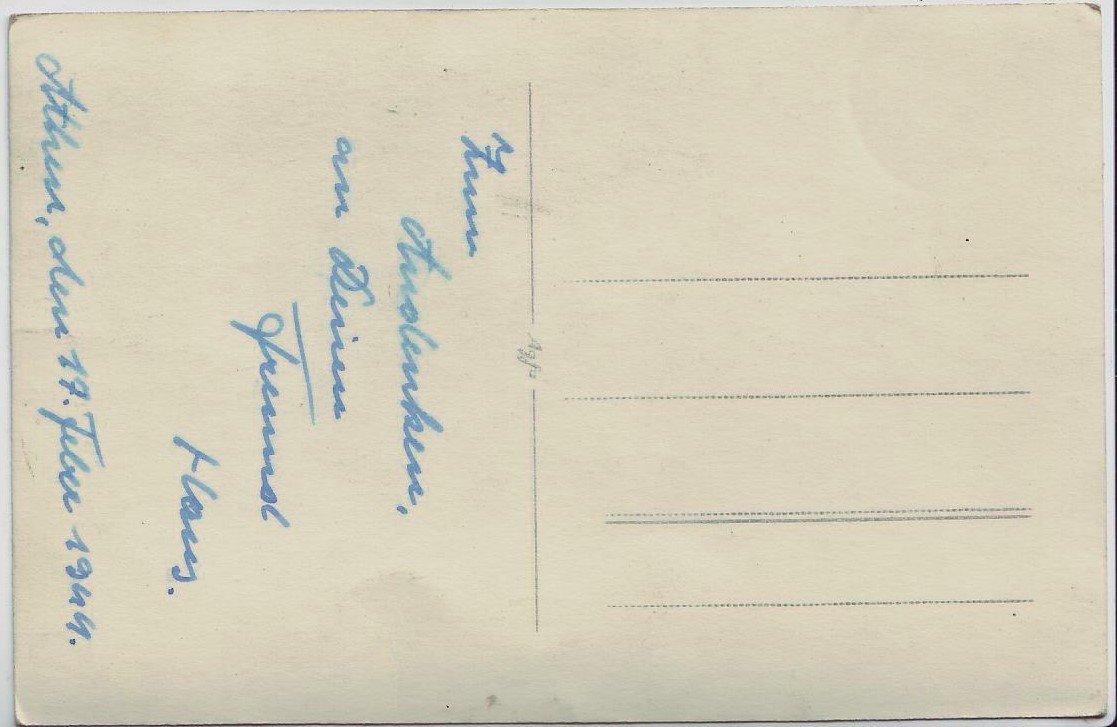 Zum
Andenken,
an Deinen
Freund
Hans.
Athen, den 17. Feber 1944.
Agfa